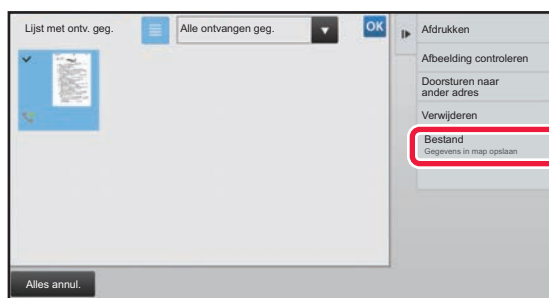 Lijst met ontv. geg.
Alle ontvangen geg.
OK
Afdrukken
Afbeelding controleren
Doorsturen naar
ander adres
Verwijderen
Bestand
Gegevens in map opslaan
Alles annul.